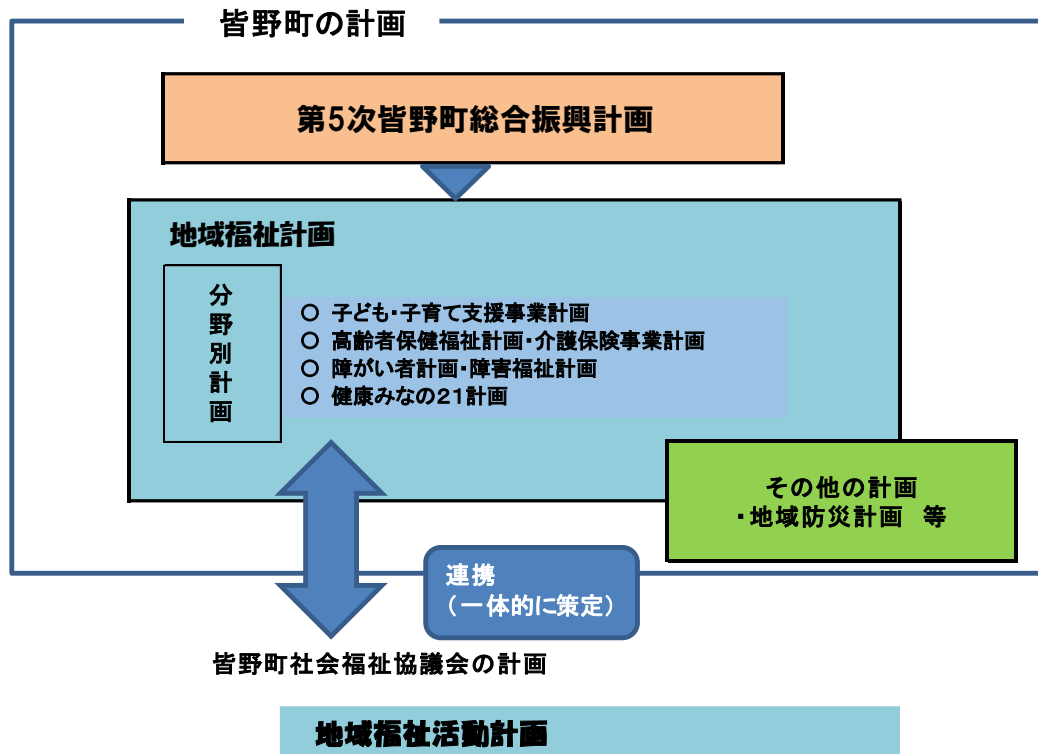 皆野町の計画
第5次皆野町総合振興計画
地域福祉計画
分野別計画
○ 子ども・子育て支援事業計画
○ 高齢者保健福祉計画・介護保険事業計画
○ 障がい者計画・障害福祉計画
○ 健康みなの21計画
その他の計画
・地域防災計画 等
連携
（一体的に策定）
皆野町社会福祉協議会の計画
地域福祉活動計画